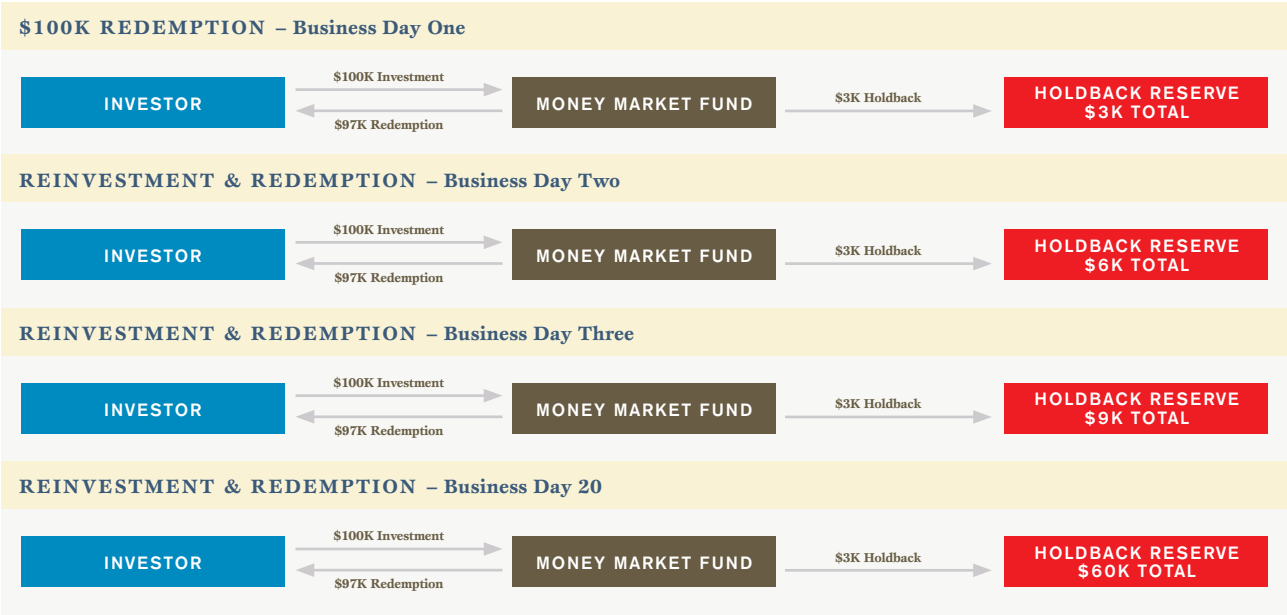 $100K REDEMPTION – Business Day One
$100K Investment
INVESTOR
MONEY MARKET FUND
$97K Redemption
$3K Holdback
HOLDBACK RESERVE
$3K TOTAL
REINVESTMENT & REDEMPTION – Business Day Two
$100K Investment
INVESTOR
MONEY MARKET FUND
$97K Redemption
$3K Holdback
HOLDBACK RESERVE
$6K TOTAL
REINVESTMENT & REDEMPTION – Business Day Three
$100K Investment
INVESTOR
MONEY MARKET FUND
$97K Redemption
$3K Holdback
HOLDBACK RESERVE
$9K TOTAL
REINVESTMENT & REDEMPTION – Business Day 20
$100K Investment
INVESTOR
MONEY MARKET FUND
$97K Redemption
$3K Holdback
HOLDBACK RESERVE
$60K TOTAL